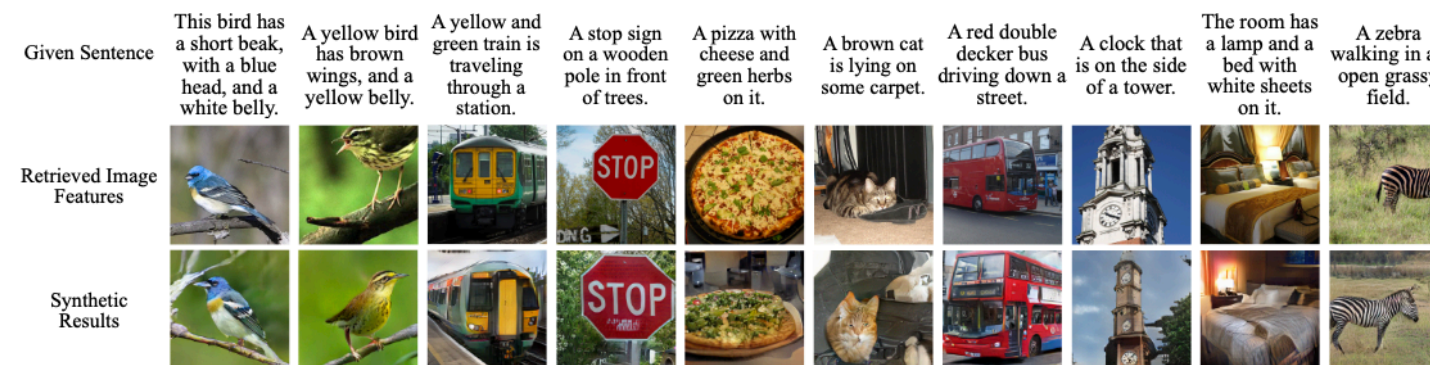 Given Sentence
This bird has
a short beak,
with a blue
head, and a
white belly.
A yellow bird
has brown
wings, and a
yellow belly.
A yellow and
green train is
traveling
through a
station.
A stop sign
on a wooden
pole in front
of trees.
A pizza with
cheese and
green herbs
on it.
A brown cat
is lying on
some carpet.
A red double
decker bus
driving down a
street.
A clock that
is on the side
of a tower.
The room has
a lamp and a
bed with
white sheets
on it.
A zebra
walking in a
open grassy
field.
Retrieved Image
Features
STOP
NG
Synthetic
Results
STOP